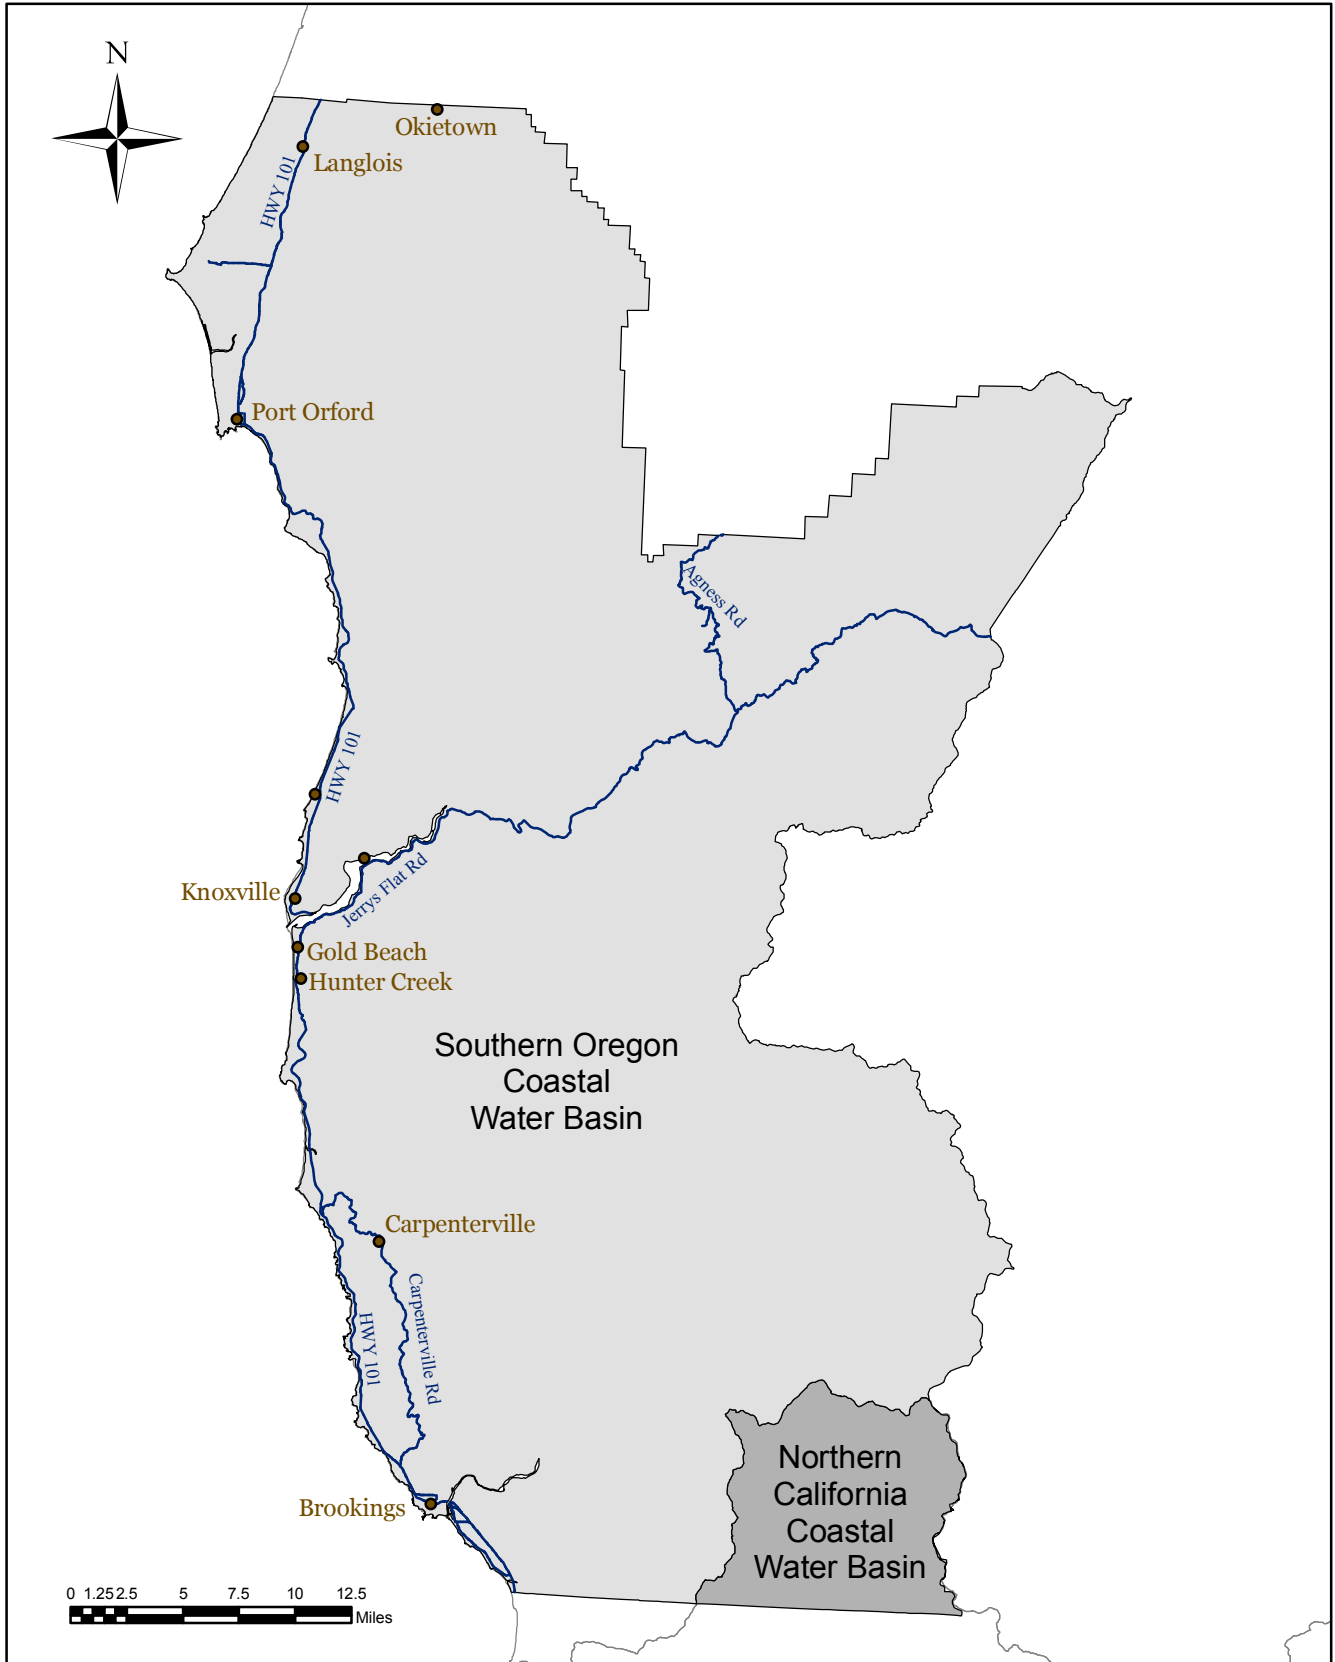 N
Okietown
Langlois
HWY 101
Port Orford
Agness Rd
HWY 101
Jerrys Flat Rd
Knoxville
Gold Beach
Hunter Creek
Southern Oregon
Coastal
Water Basin
Carpenterville
Carpenterville Rd
HWY 101
Northern
California
Coastal
Water Basin
Brookings
0 1.25 2.5 5 7.5 10 12.5
Miles